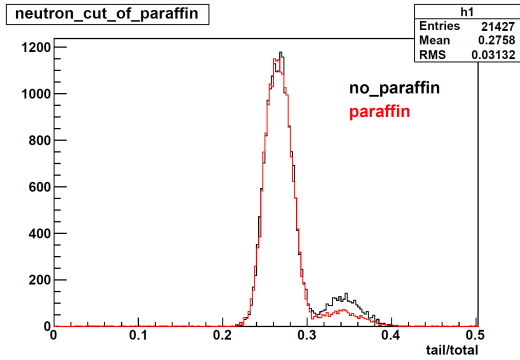 neutron_cut_of_paraffin
h1
Entries 21427
Mean 0.2758
RMS 0.03132
1200
1000
800
600
400
200
0
no_paraffin
paraffin
0 0.1 0.2 0.3 0.4 0.5
tail/total